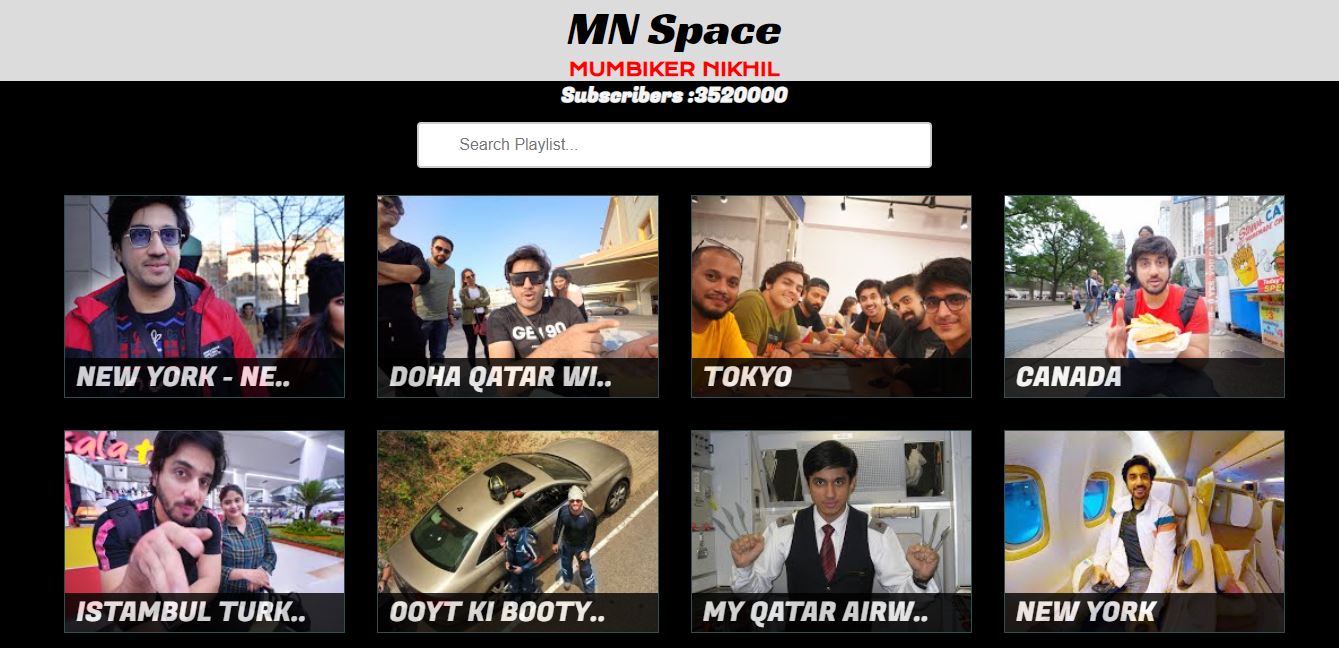 MN Space
MUMBIKER NIKHIL
Subscribers :3520000
Search Playlist...
NEW YORK - NE..
DOHA QATAR WI..
TOKYO
CANADA
ISTAMBUL TURK..
OOYT KI BOOTY..
MY QATAR AIRW..
NEW YORK